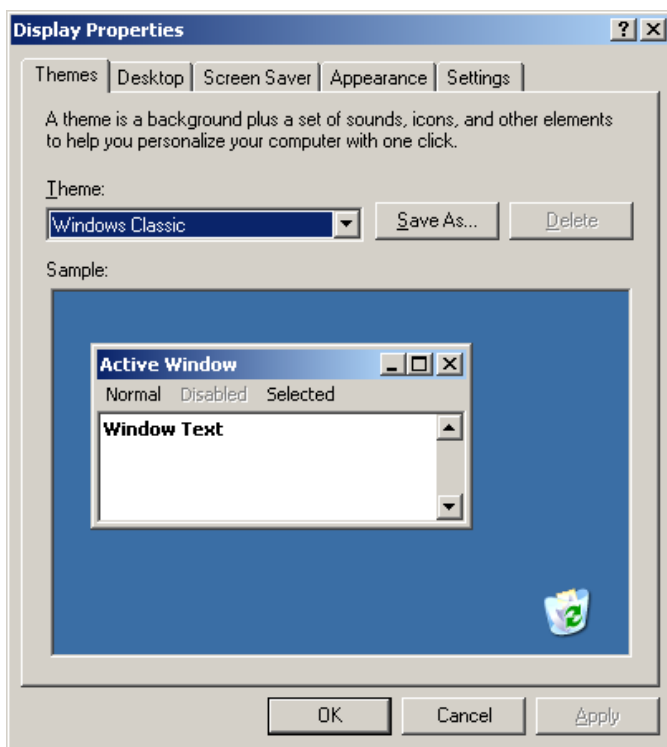 Display Properties
Themes Desktop Screen Saver Appearance Settings
A theme is a background plus a set of sounds, icons, and other elements
to help you personalize your computer with one click.
Theme:
Windows Classic Save As... Delete
Sample:
Active Window
Normal Disabled Selected
Window Text
OK Cancel Apply